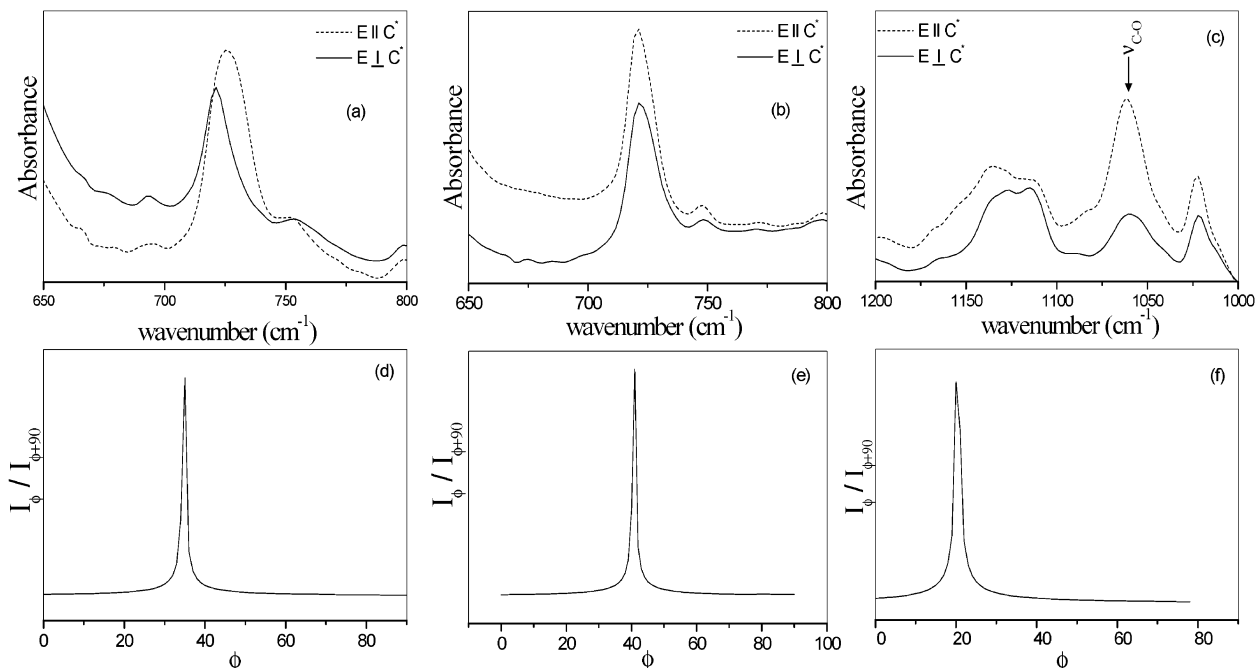 E || C*
E ⊥ C*
(a)
Absorbance
650 700 750 800
wavenumber (cm-1)
E || C*
E ⊥ C*
(b)
Absorbance
650 700 750 800
wavenumber (cm-1)
E || C*
E ⊥ C*
νC-O
(c)
Absorbance
1200 1150 1100 1050 1000
wavenumber (cm-1)
(d)
Iϕ / Iϕ+90
0 20 40 60 80
ϕ
(e)
Iϕ / Iϕ+90
0 20 40 60 80 100
ϕ
(f)
Iϕ / Iϕ+90
0 20 40 60 80
ϕ